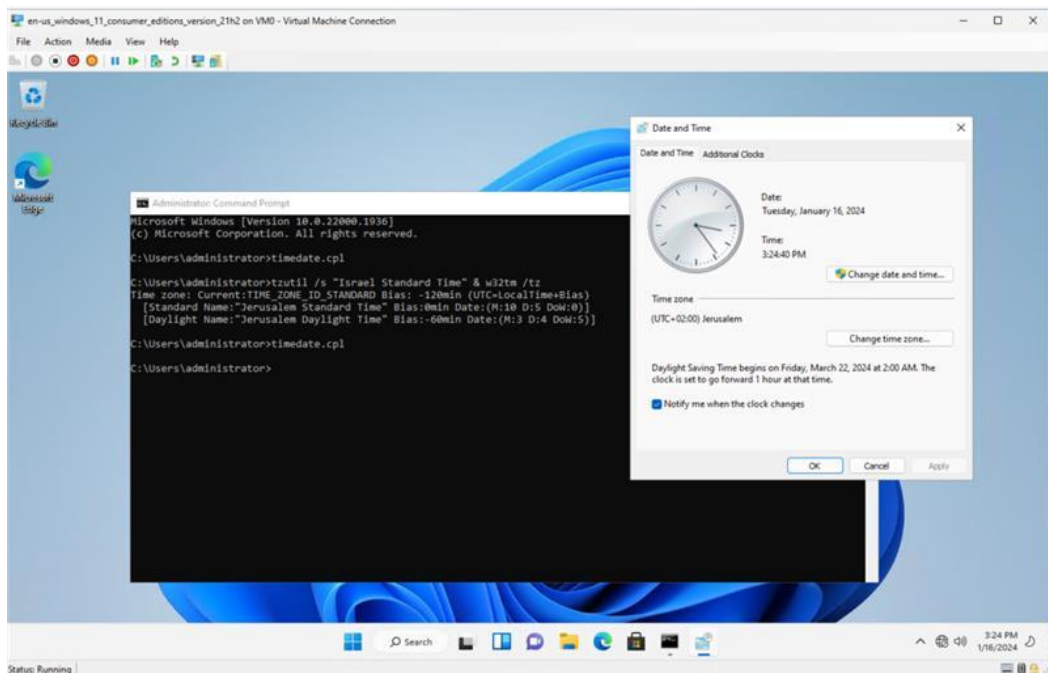 en-us_windows_11_consumer_editions_version_21h2 on VM0 - Virtual Machine Connection
File Action Media View Help
Recycle Bin
Microsoft
Edge
Administrator: Command Prompt
Microsoft Windows [Version 10.0.22000.1936]
(c) Microsoft Corporation. All rights reserved.
C:\Users\administrator>timedate.cpl
C:\Users\administrator>tzutil /s "Israel Standard Time" & w32tm /tz
Time zone: Current:TIME_ZONE_ID_STANDARD Bias: -120min (UTC=LocalTime+Bias)
[Standard Name:"Jerusalem Standard Time" Bias:0min Date:(M:10 D:5 DoW:0)]
[Daylight Name:"Jerusalem Daylight Time" Bias:-60min Date:(M:3 D:4 DoW:5)]
C:\Users\administrator>timedate.cpl
C:\Users\administrator>
Date and Time
Date and Time Additional Clocks
Date:
Tuesday, January 16, 2024
Time:
3:24:40 PM
Change date and time...
Time zone
(UTC+02:00) Jerusalem
Change time zone...
Daylight Saving Time begins on Friday, March 22, 2024 at 2:00 AM. The
clock is set to go forward 1 hour at that time.
Notify me when the clock changes
OK Cancel Apply
Search
3:24 PM
1/16/2024
Status: Running